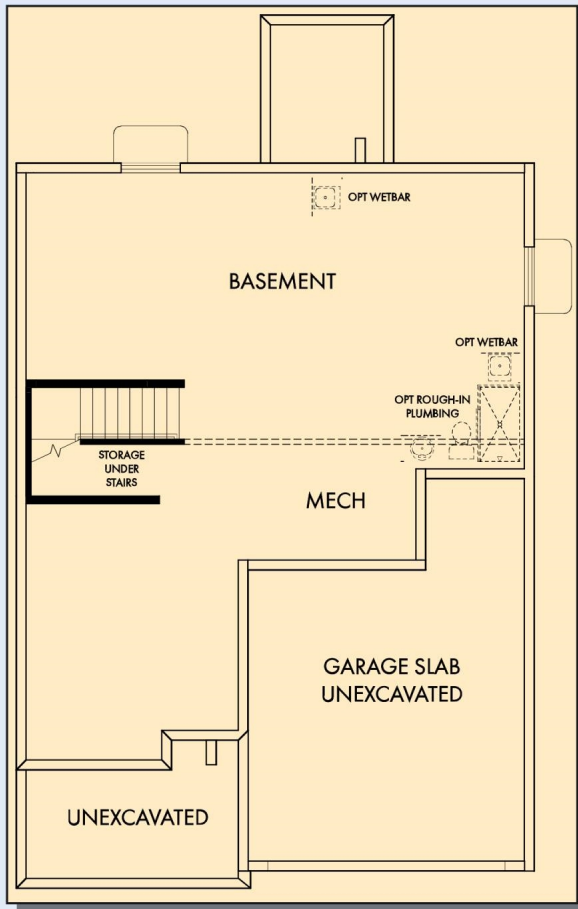 OPT WETBAR
BASEMENT
OPT WETBAR
OPT ROUGH-IN
PLUMBING
STORAGE
UNDER
STAIRS
MECH
GARAGE SLAB
UNEXCAVATED
UNEXCAVATED